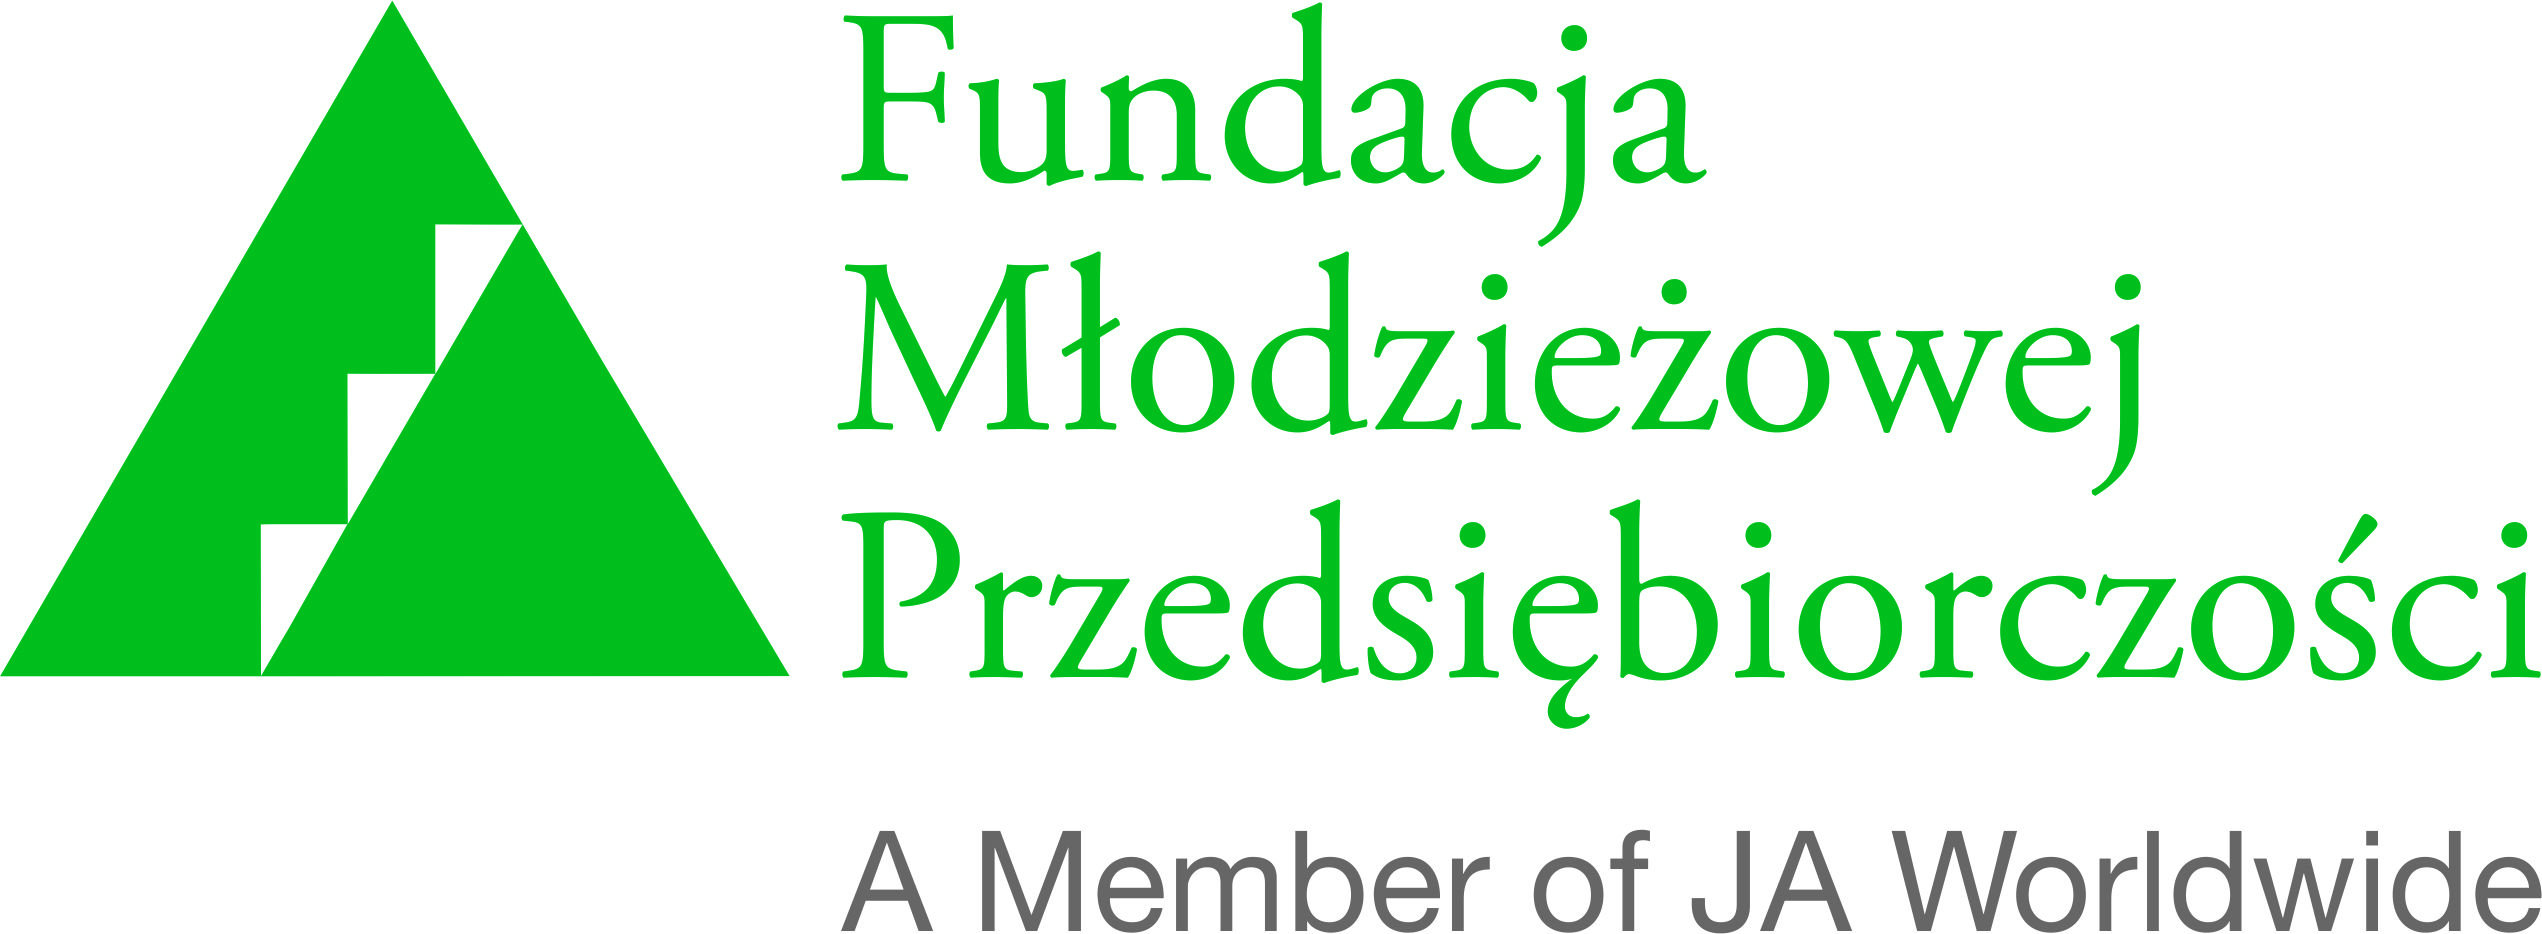 Fundacja
Młodzieżowej
Przedsiębiorczości
A Member of JA Worldwide